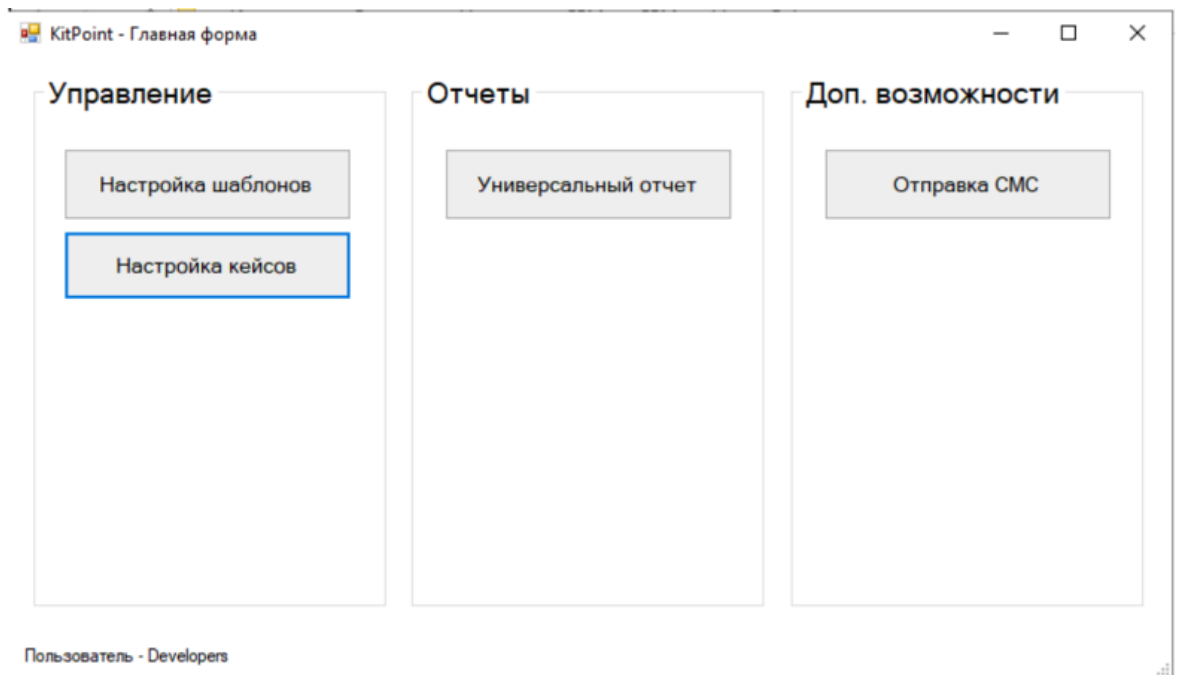 KitPoint - Главная форма
Управление
Настройка шаблонов
Настройка кейсов
Отчеты
Универсальный отчет
Доп. возможности
Отправка СМС
Пользователь - Developers